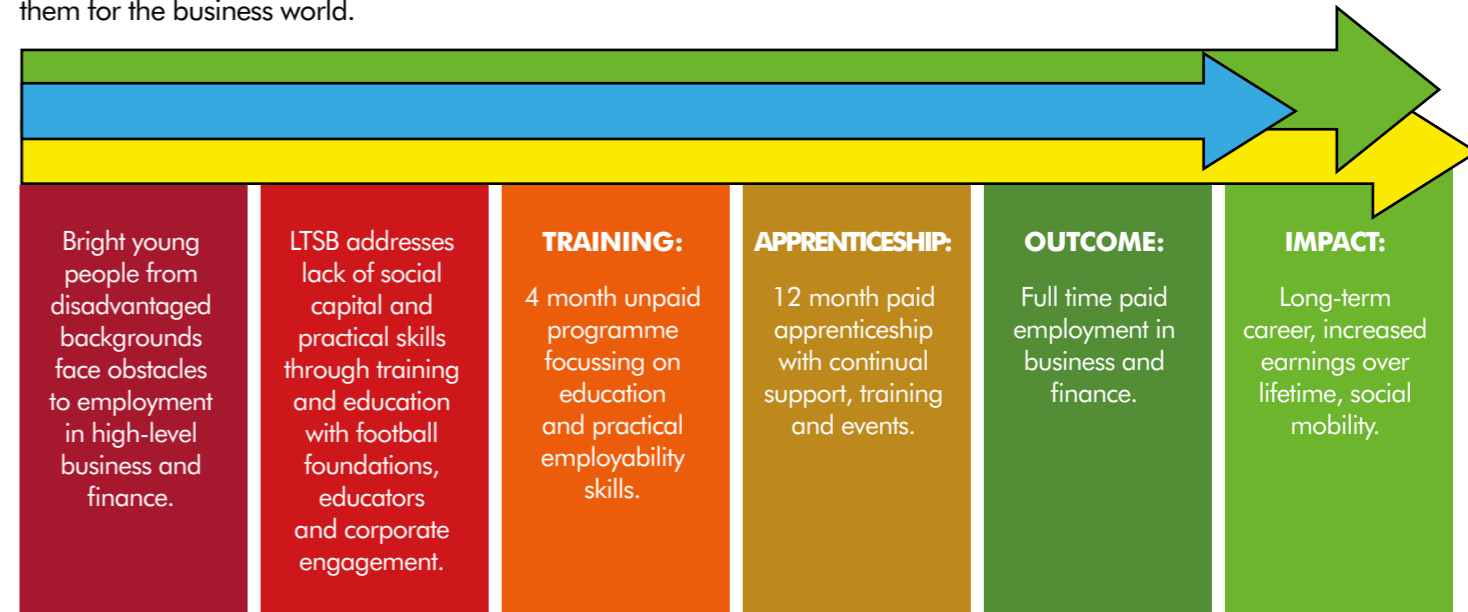 them for the business world.
Bright young
people from
disadvantaged
backgrounds
face obstacles
to employment
in high-level
business and
finance.
LTSB addresses
lack of social
capital and
practical skills
through training
and education
with football
foundations,
educators
and corporate
engagement.
TRAINING:
4 month unpaid
programme
focussing on
education
and practical
employability
skills.
APPRENTICESHIP:
12 month paid
apprenticeship
with continual
support, training
and events.
OUTCOME:
Full time paid
employment in
business and
finance.
IMPACT:
Long-term
career, increased
earnings over
lifetime, social
mobility.